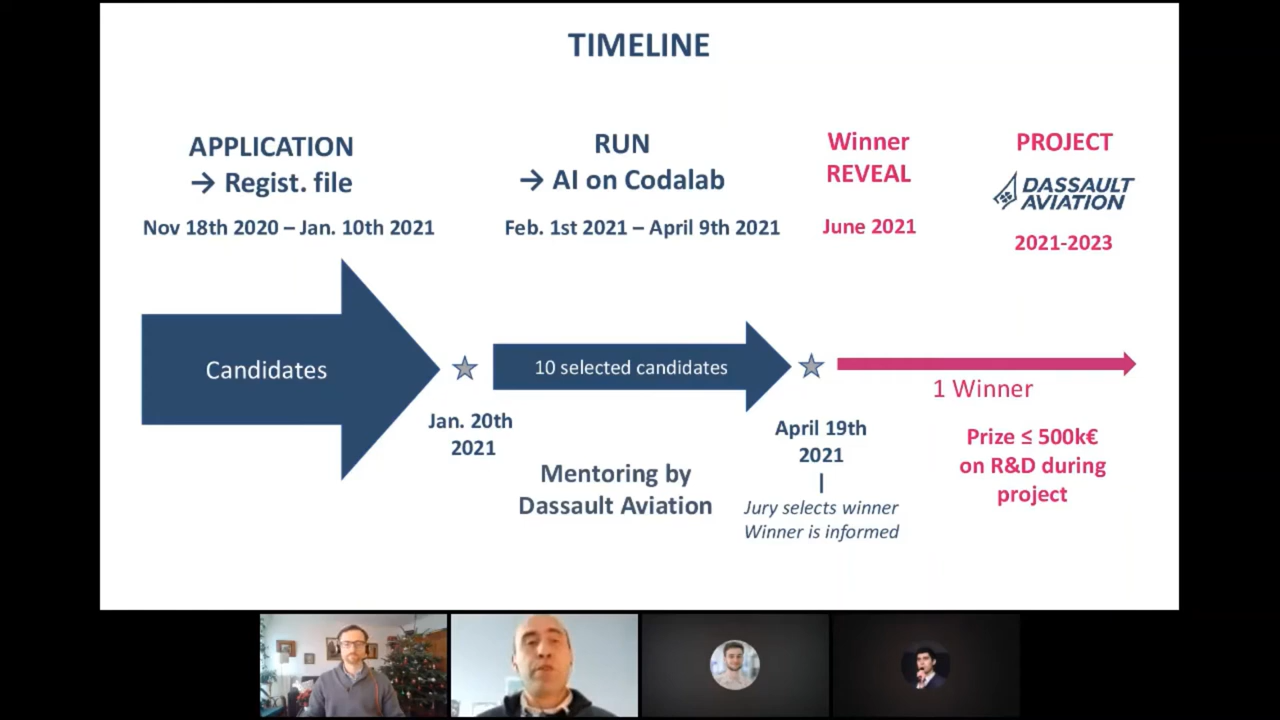 TIMELINE
APPLICATION
→ Regist. file
Nov 18th 2020 – Jan. 10th 2021
RUN
→ AI on Codalab
Feb. 1st 2021 – April 9th 2021
Winner
REVEAL
June 2021
PROJECT
DASSAULT
AVIATION
2021-2023
Candidates
10 selected candidates
1 Winner
Jan. 20th
2021
Mentoring by
Dassault Aviation
April 19th
2021
Jury selects winner
Winner is informed
Prize ≤ 500k€
on R&D during
project